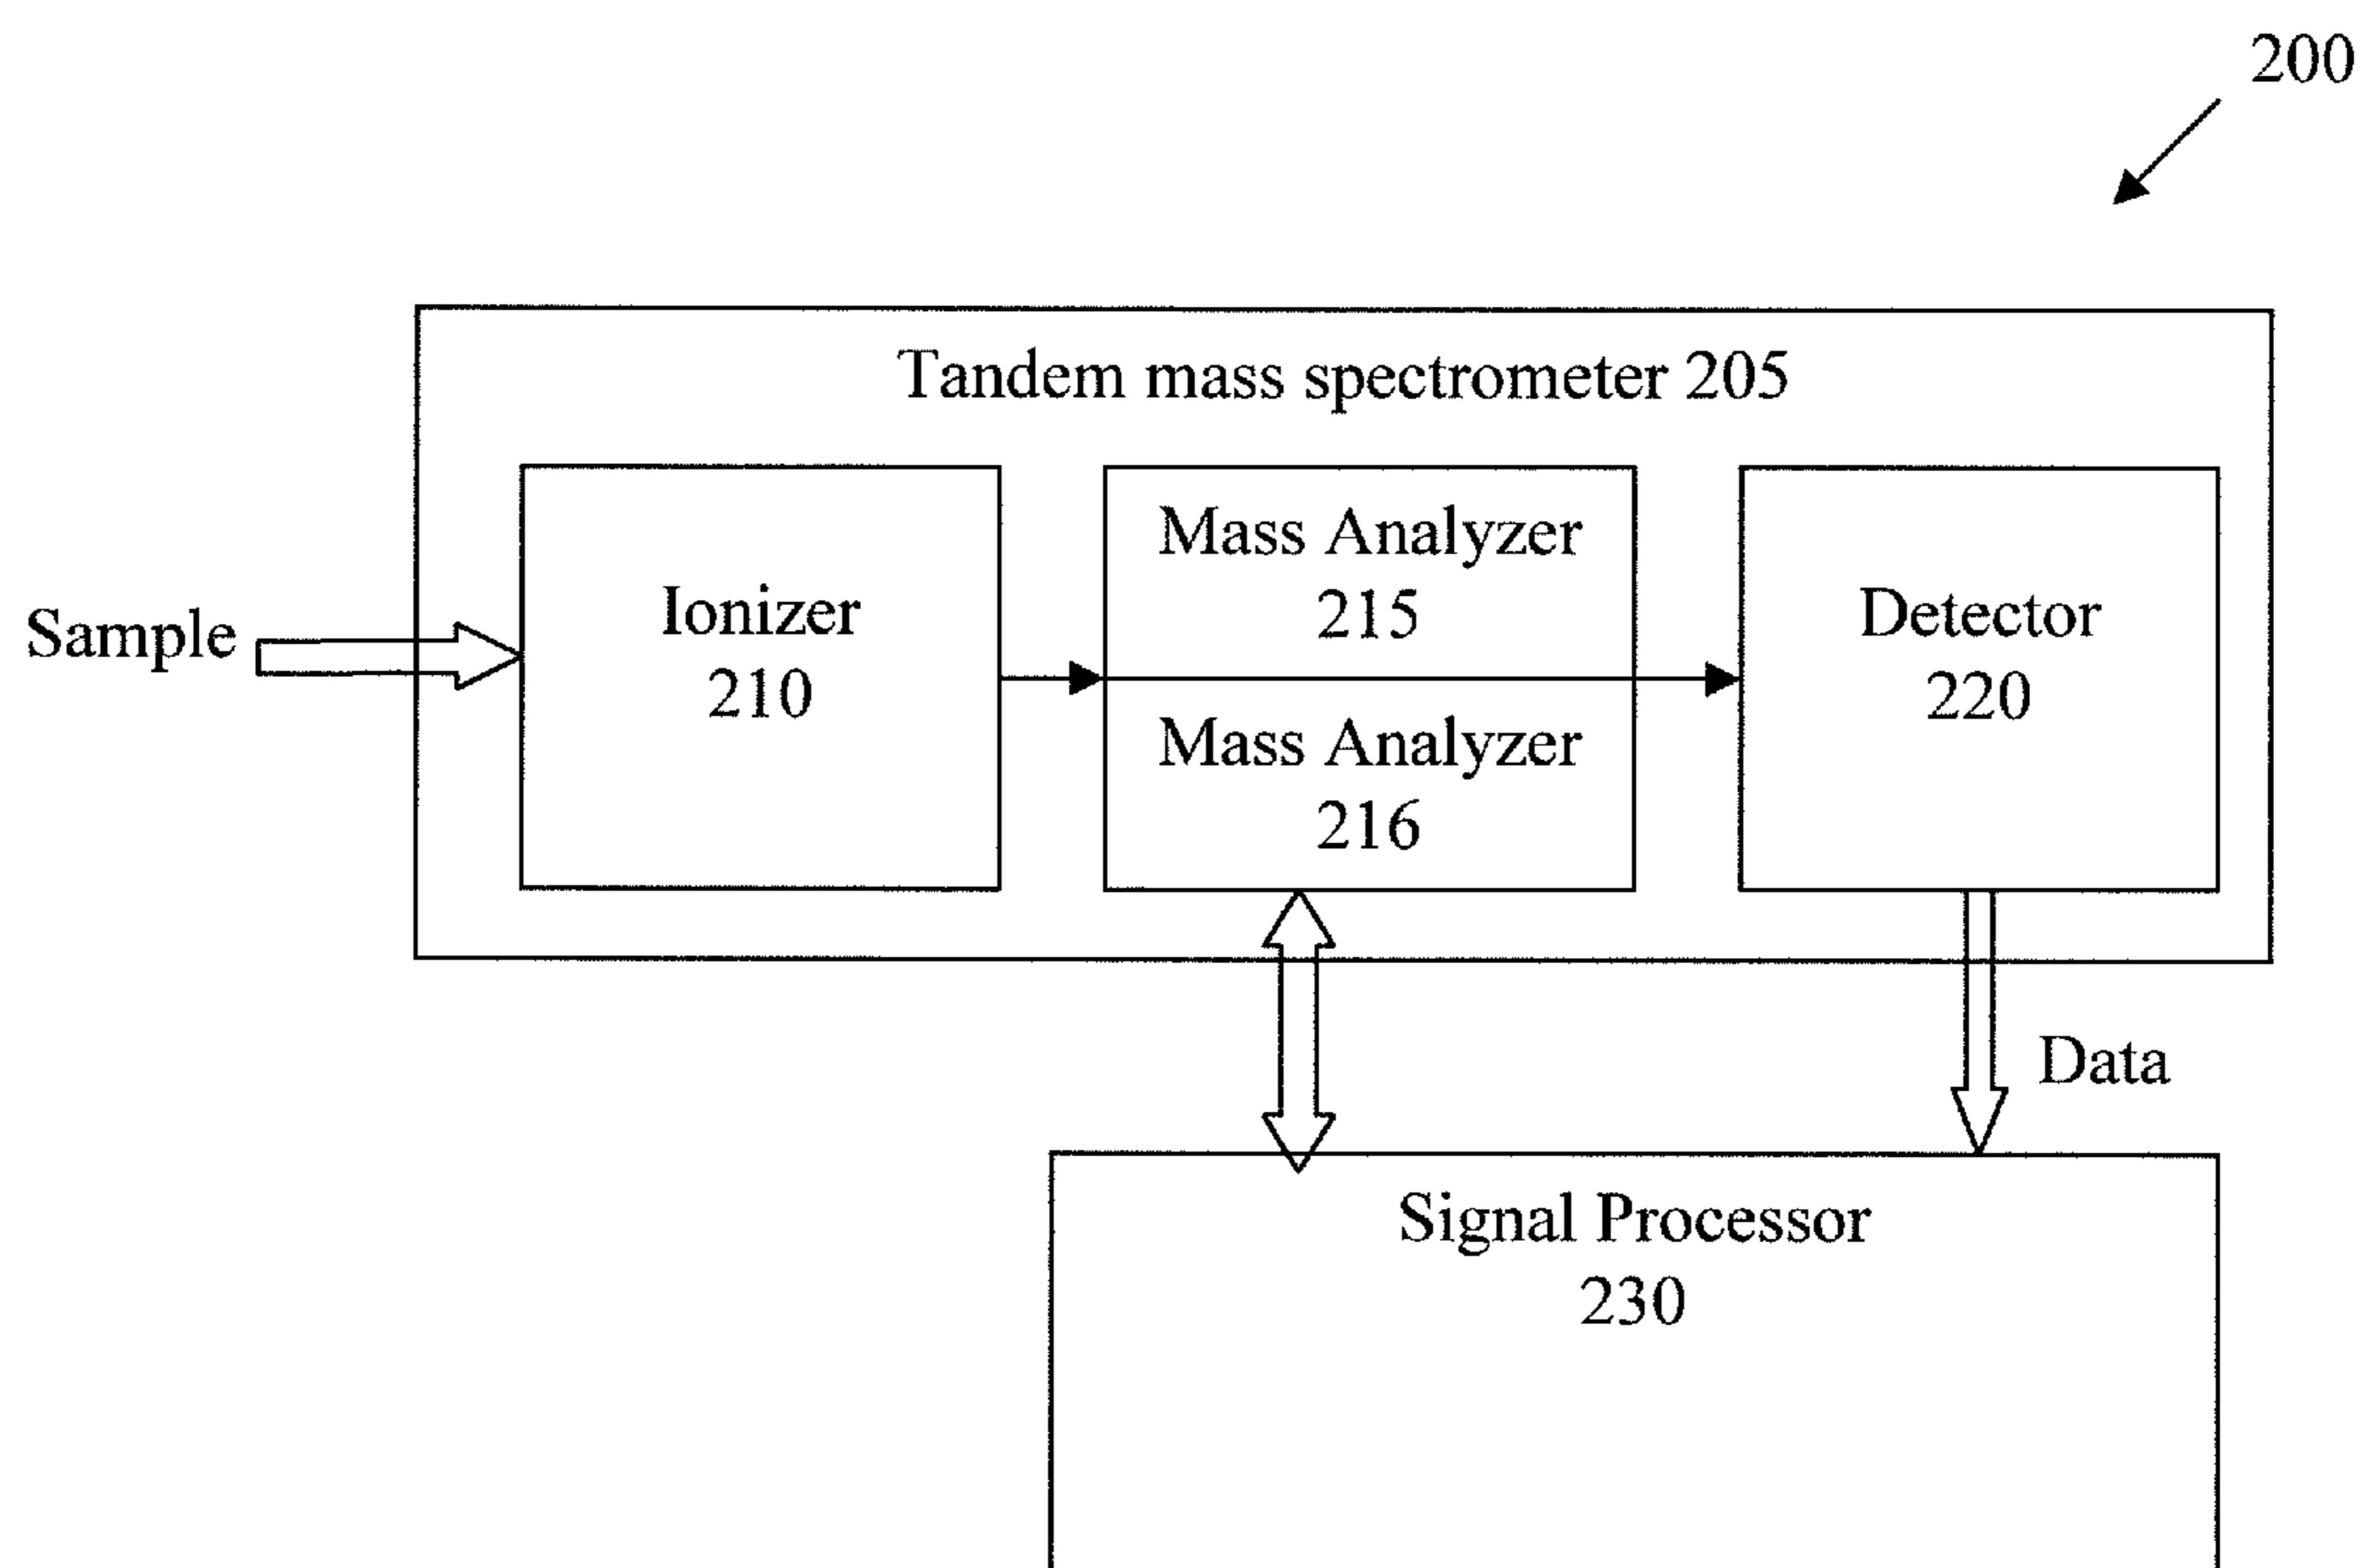 200
Tandem mass spectrometer 205
Sample
Ionizer
210
Mass Analyzer
215
Mass Analyzer
216
Detector
220
Data
Signal Processor
230